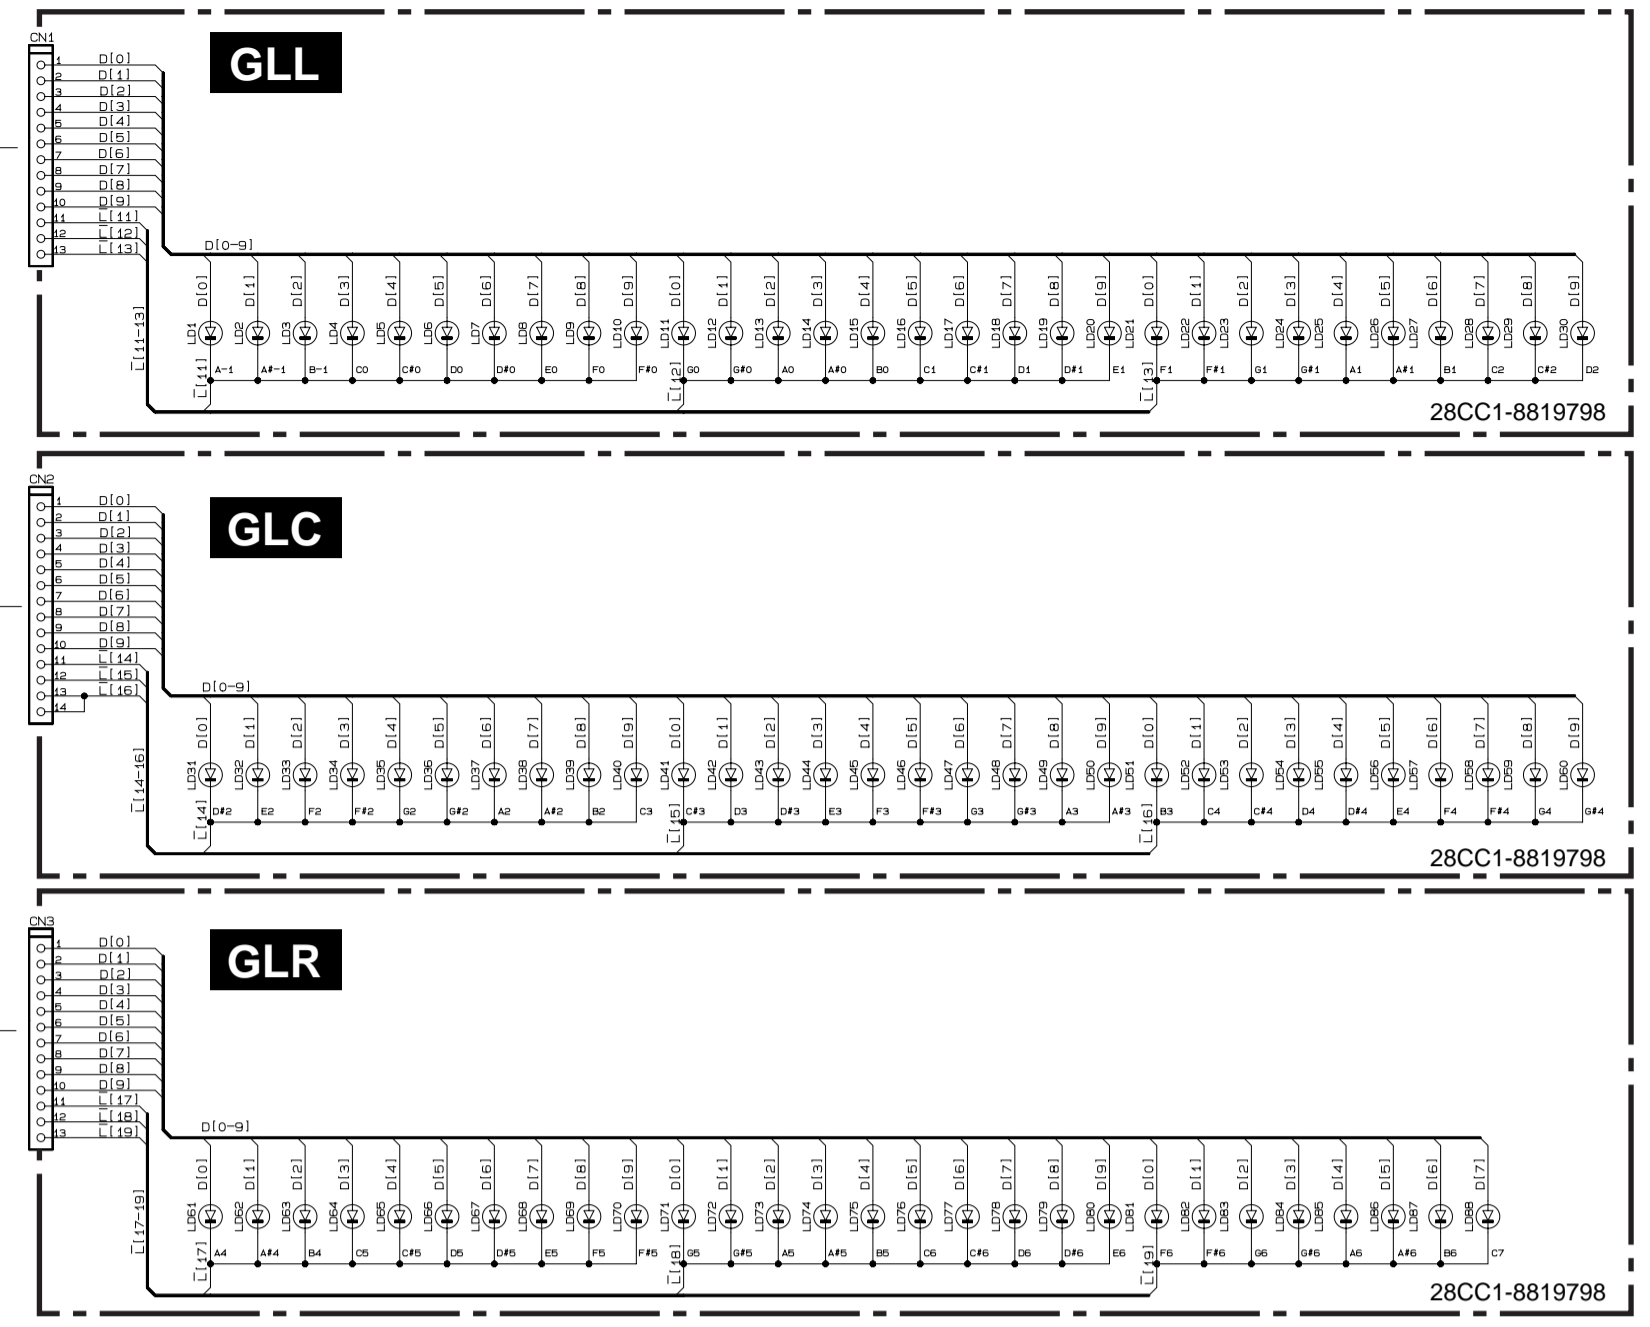 CN1
GLL
1 D[0]
2 D[1]
3 D[2]
4 D[3]
5 D[4]
6 D[5]
7 D[6]
8 D[7]
9 D[8]
10 D[9]
11 L[11]
12 L[12]
13 L[13]
D[0-9]
D[0] D[1] D[2] D[3] D[4] D[5] D[6] D[7] D[8] D[9] D[0] D[1] D[2] D[3] D[4] D[5] D[6] D[7] D[8] D[9] D[0] D[1] D[2] D[3] D[4] D[5] D[6] D[7] D[8] D[9]
LD1 LD2 LD3 LD4 LD5 LD6 LD7 LD8 LD9 LD10 LD11 LD12 LD13 LD14 LD15 LD16 LD17 LD18 LD19 LD20 LD21 LD22 LD23 LD24 LD25 LD26 LD27 LD28 LD29 LD30
L[11-13]
L[11] A-1 A#-1 B-1 C0 C#0 D0 D#0 E0 F0 F#0 L[12] G0 G#0 A0 A#0 B0 C1 C#1 D1 D#1 E1 L[13] F1 F#1 G1 G#1 A1 A#1 B1 C2 C#2 D2
28CC1-8819798
CN2
GLC
1 D[0]
2 D[1]
3 D[2]
4 D[3]
5 D[4]
6 D[5]
7 D[6]
8 D[7]
9 D[8]
10 D[9]
11 L[14]
12 L[15]
13 L[16]
14
D[0-9]
D[0] D[1] D[2] D[3] D[4] D[5] D[6] D[7] D[8] D[9] D[0] D[1] D[2] D[3] D[4] D[5] D[6] D[7] D[8] D[9] D[0] D[1] D[2] D[3] D[4] D[5] D[6] D[7] D[8] D[9]
LD31 LD32 LD33 LD34 LD35 LD36 LD37 LD38 LD39 LD40 LD41 LD42 LD43 LD44 LD45 LD46 LD47 LD48 LD49 LD50 LD51 LD52 LD53 LD54 LD55 LD56 LD57 LD58 LD59 LD60
L[14-16]
L[14] D#2 E2 F2 F#2 G2 G#2 A2 A#2 B2 C3 L[15] C#3 D3 D#3 E3 F3 F#3 G3 G#3 A3 A#3 L[16] B3 C4 C#4 D4 D#4 E4 F4 F#4 G4 G#4
28CC1-8819798
CN3
GLR
1 D[0]
2 D[1]
3 D[2]
4 D[3]
5 D[4]
6 D[5]
7 D[6]
8 D[7]
9 D[8]
10 D[9]
11 L[17]
12 L[18]
13 L[19]
D[0-9]
D[0] D[1] D[2] D[3] D[4] D[5] D[6] D[7] D[8] D[9] D[0] D[1] D[2] D[3] D[4] D[5] D[6] D[7] D[8] D[9] D[0] D[1] D[2] D[3] D[4] D[5] D[6] D[7]
LD61 LD62 LD63 LD64 LD65 LD66 LD67 LD68 LD69 LD70 LD71 LD72 LD73 LD74 LD75 LD76 LD77 LD78 LD79 LD80 LD81 LD82 LD83 LD84 LD85 LD86 LD87 LD88
L[17-19]
L[17] A4 A#4 B4 C5 C#5 D5 D#5 E5 F5 F#5 L[18] G5 G#5 A5 A#5 B5 C6 C#6 D6 D#6 E6 L[19] F6 F#6 G6 G#6 A6 A#6 B6 C7
28CC1-8819798